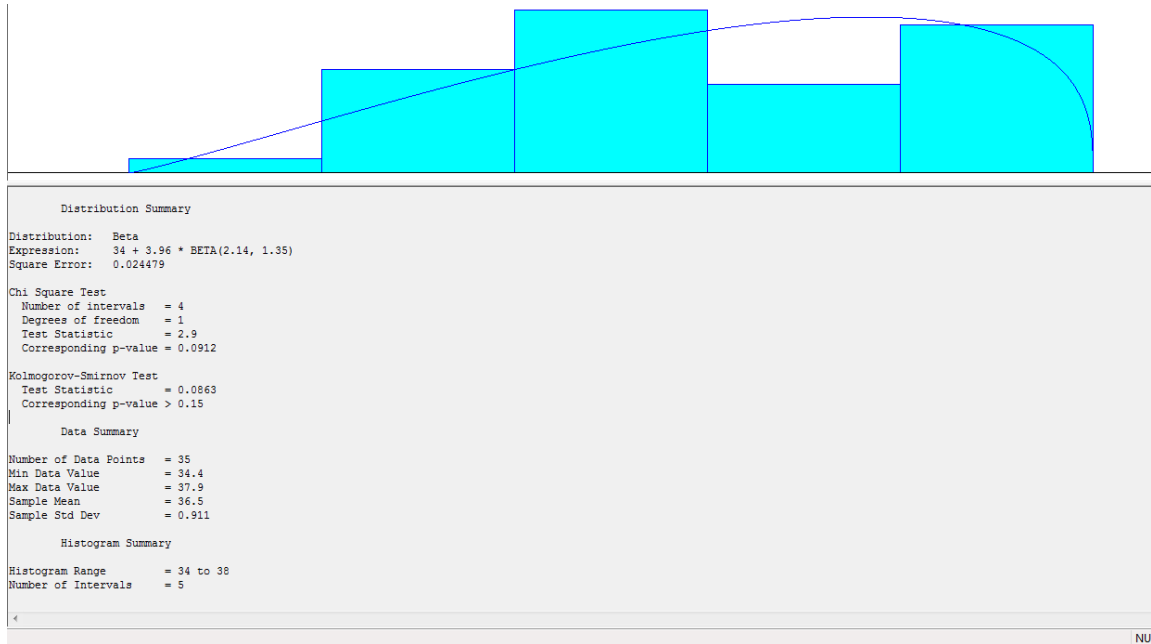 Distribution Summary
Distribution: Beta
Expression: 34 + 3.96 * BETA(2.14, 1.35)
Square Error: 0.024479
Chi Square Test
Number of intervals = 4
Degrees of freedom = 1
Test Statistic = 2.9
Corresponding p-value = 0.0912
Kolmogorov-Smirnov Test
Test Statistic = 0.0863
Corresponding p-value > 0.15
Data Summary
Number of Data Points = 35
Min Data Value = 34.4
Max Data Value = 37.9
Sample Mean = 36.5
Sample Std Dev = 0.911
Histogram Summary
Histogram Range = 34 to 38
Number of Intervals = 5
NU